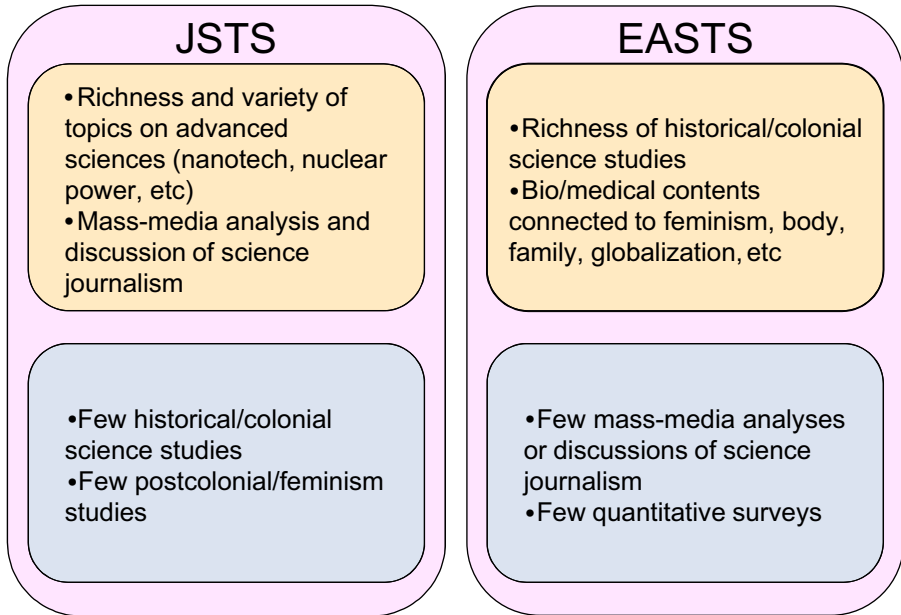 JSTS
•Richness and variety of
topics on advanced
sciences (nanotech, nuclear
power, etc)
•Mass-media analysis and
discussion of science
journalism
•Few historical/colonial
science studies
•Few postcolonial/feminism
studies
EASTS
•Richness of historical/colonial
science studies
•Bio/medical contents
connected to feminism, body,
family, globalization, etc
•Few mass-media analyses
or discussions of science
journalism
•Few quantitative surveys